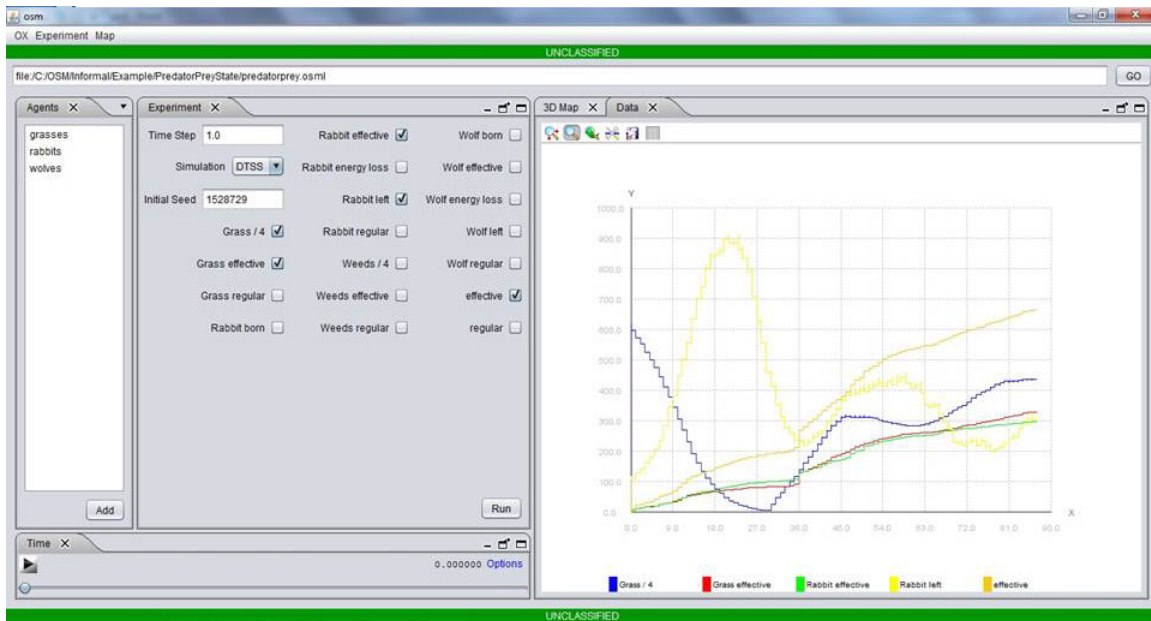 osm
OX Experiment Map
UNCLASSIFIED
file:/C:/OSM/Informal/Example/PredatorPreyState/predatorprey.osml
GO
Agents X
grasses
rabbits
wolves
Add
Experiment X
Time Step 1.0
Rabbit effective
Wolf born
Simulation DTSS
Rabbit energy loss
Wolf effective
Initial Seed 1528729
Rabbit left
Wolf energy loss
Grass / 4
Rabbit regular
Wolf left
Grass effective
Weeds / 4
Wolf regular
Grass regular
Weeds effective
effective
Rabbit born
Weeds regular
regular
Run
Time X
0.000000 Options
3D Map X Data X
Y
1000.0
900.0
800.0
700.0
600.0
500.0
400.0
300.0
200.0
100.0
0.0
X
0.0 9.0 18.0 27.0 36.0 45.0 54.0 63.0 72.0 81.0 90.0
Grass / 4 Grass effective Rabbit effective Rabbit left effective
UNCLASSIFIED